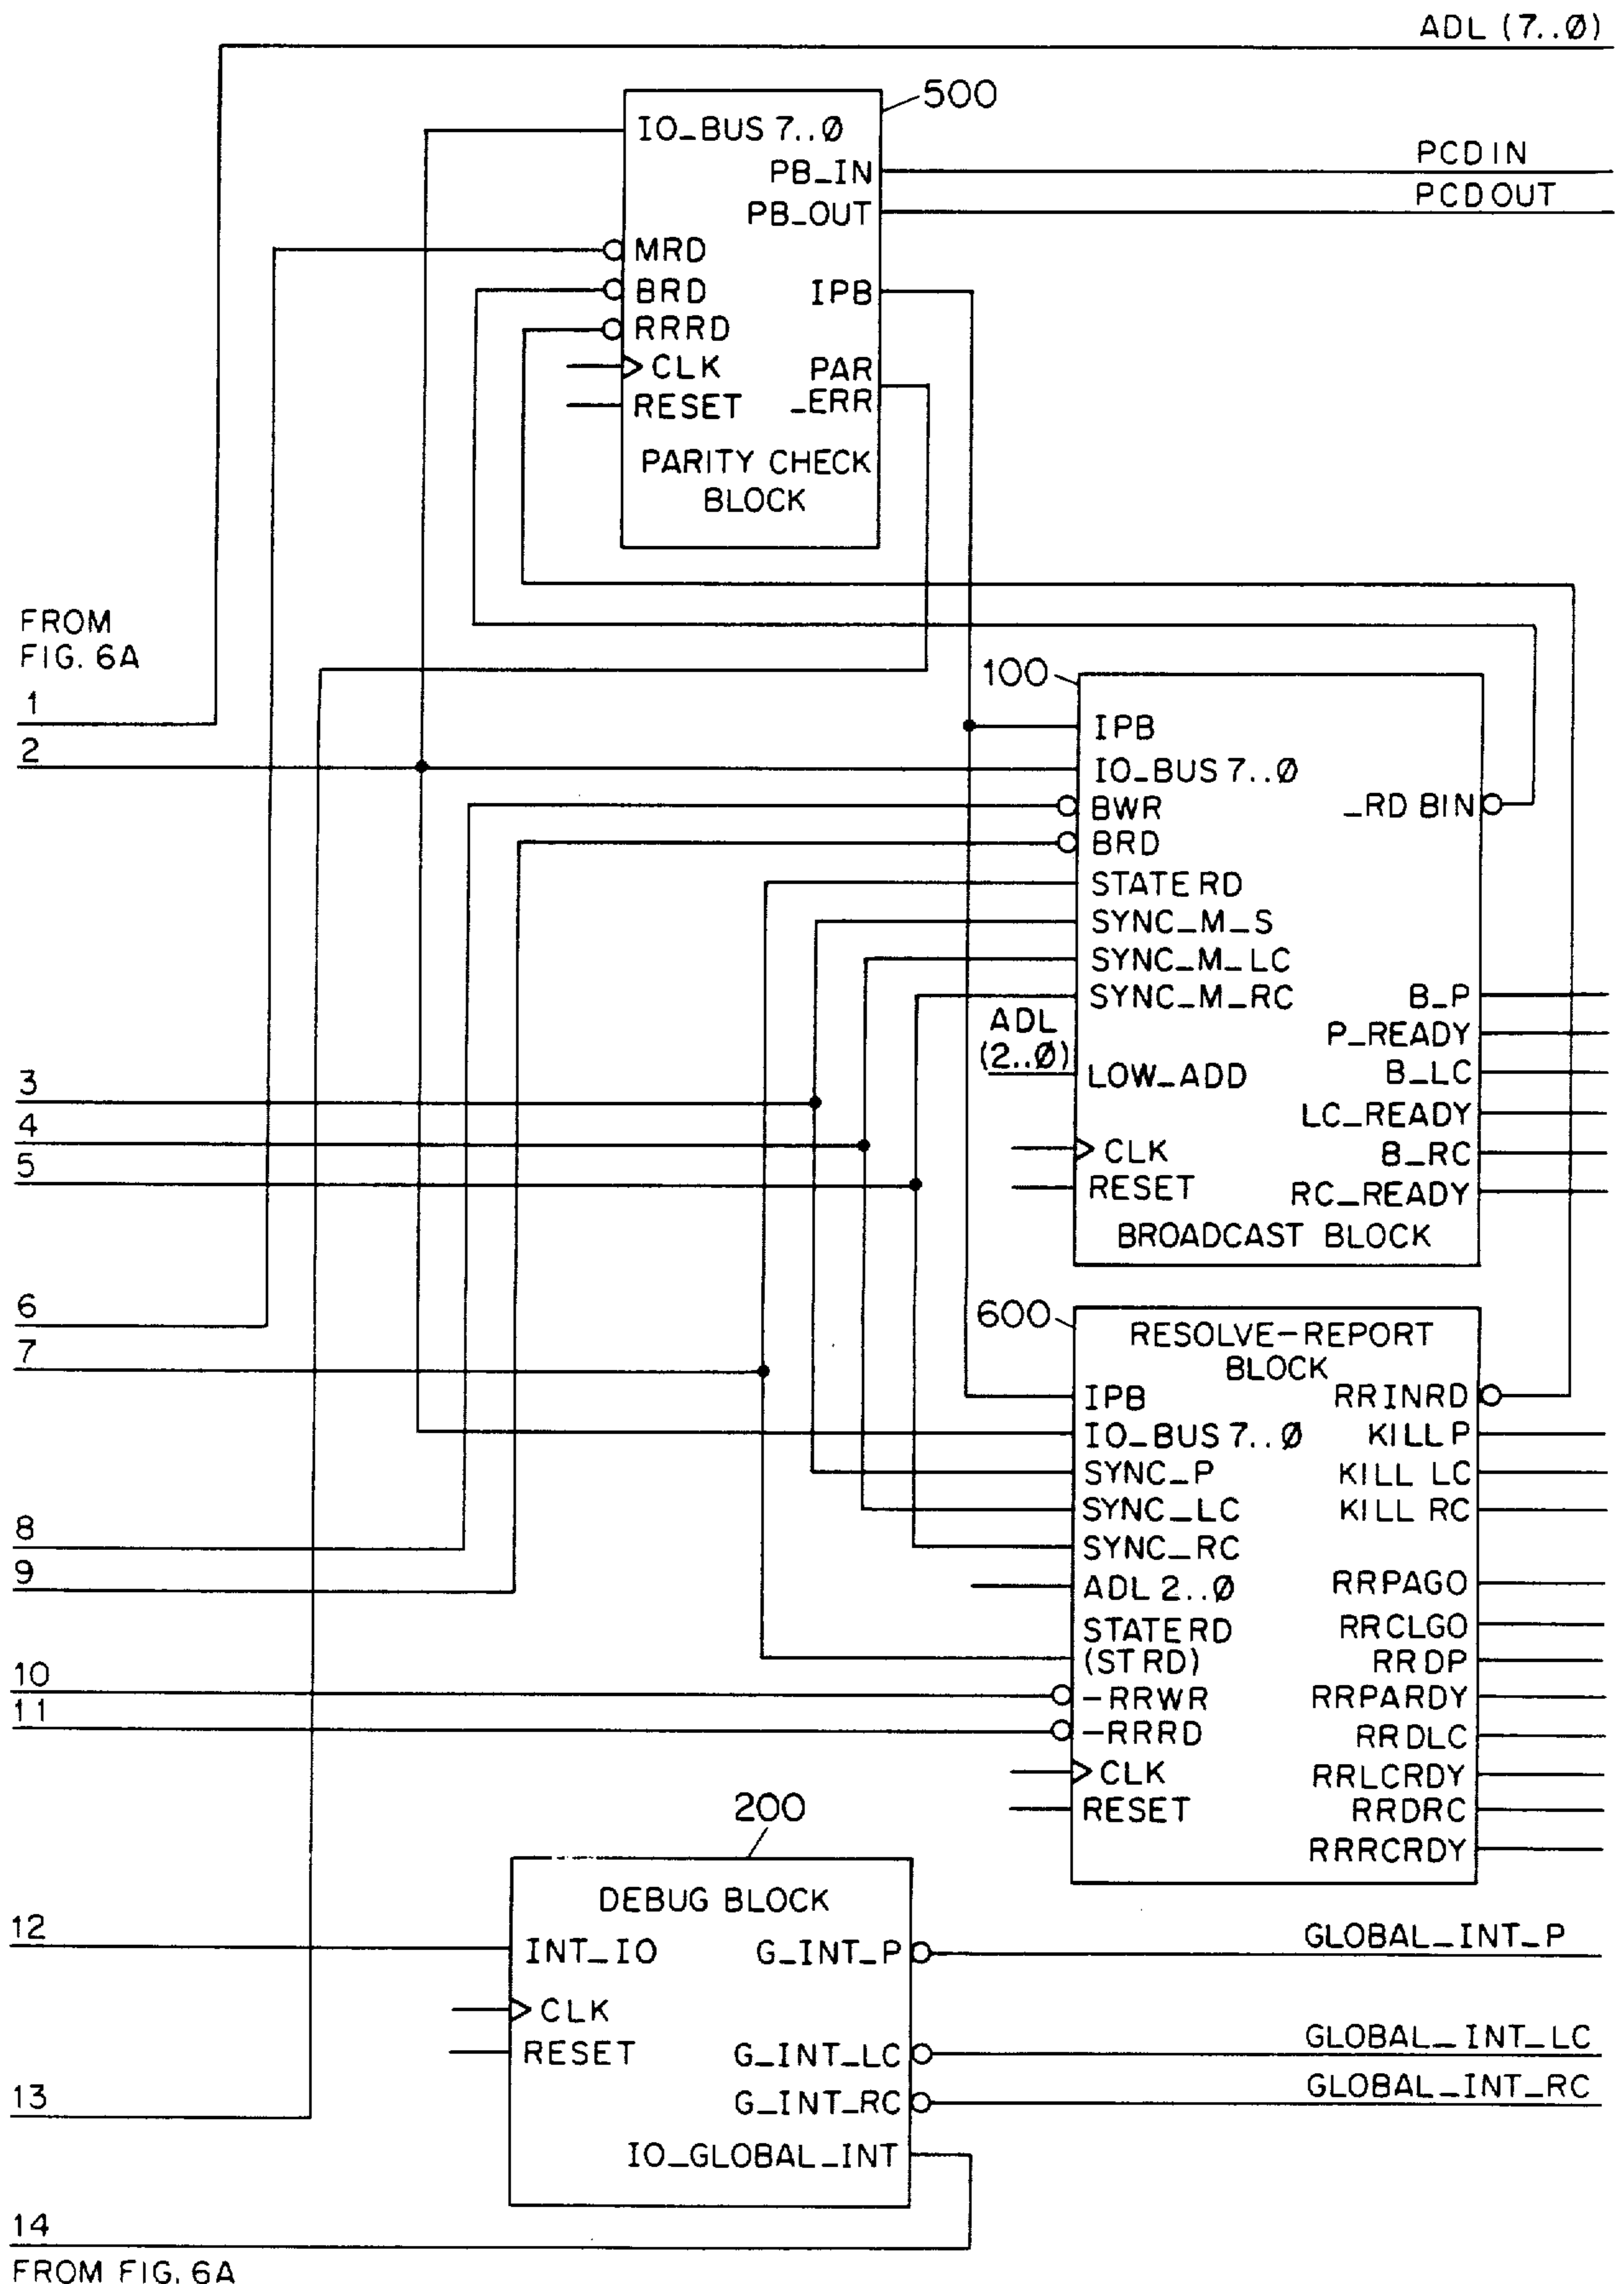 ADL (7..Ø)
500
IO_BUS 7..Ø
PB_IN
PCDIN
PB_OUT
PCDOUT
MRD
BRD
IPB
RRRD
CLK
PAR
_ERR
RESET
PARITY CHECK
BLOCK
FROM
FIG. 6A
1
2
100
IPB
IO_BUS 7..Ø
BWR
_RD BIN
BRD
STATE RD
SYNC_M_S
SYNC_M_LC
SYNC_M_RC
B_P
ADL
(2..Ø)
P_READY
LOW_ADD
B_LC
3
LC_READY
4
CLK
B_RC
5
RESET
RC_READY
BROADCAST BLOCK
6
7
600
RESOLVE-REPORT
BLOCK
IPB
RRINRD
IO_BUS 7..Ø
KILLP
SYNC_P
KILL LC
SYNC_LC
KILL RC
8
SYNC_RC
9
ADL 2..Ø
RRPAGO
STATE RD
(STRD)
RRCLGO
RRDP
10
-RRWR
RRPARDY
11
-RRRD
RRDLC
CLK
RRLCRDY
RESET
RRDRC
RRRCRDY
200
DEBUG BLOCK
12
INT_IO
G_INT_P
GLOBAL_INT_P
CLK
RESET
G_INT_LC
GLOBAL_INT_LC
13
G_INT_RC
GLOBAL_INT_RC
IO_GLOBAL_INT
14
FROM FIG. 6A